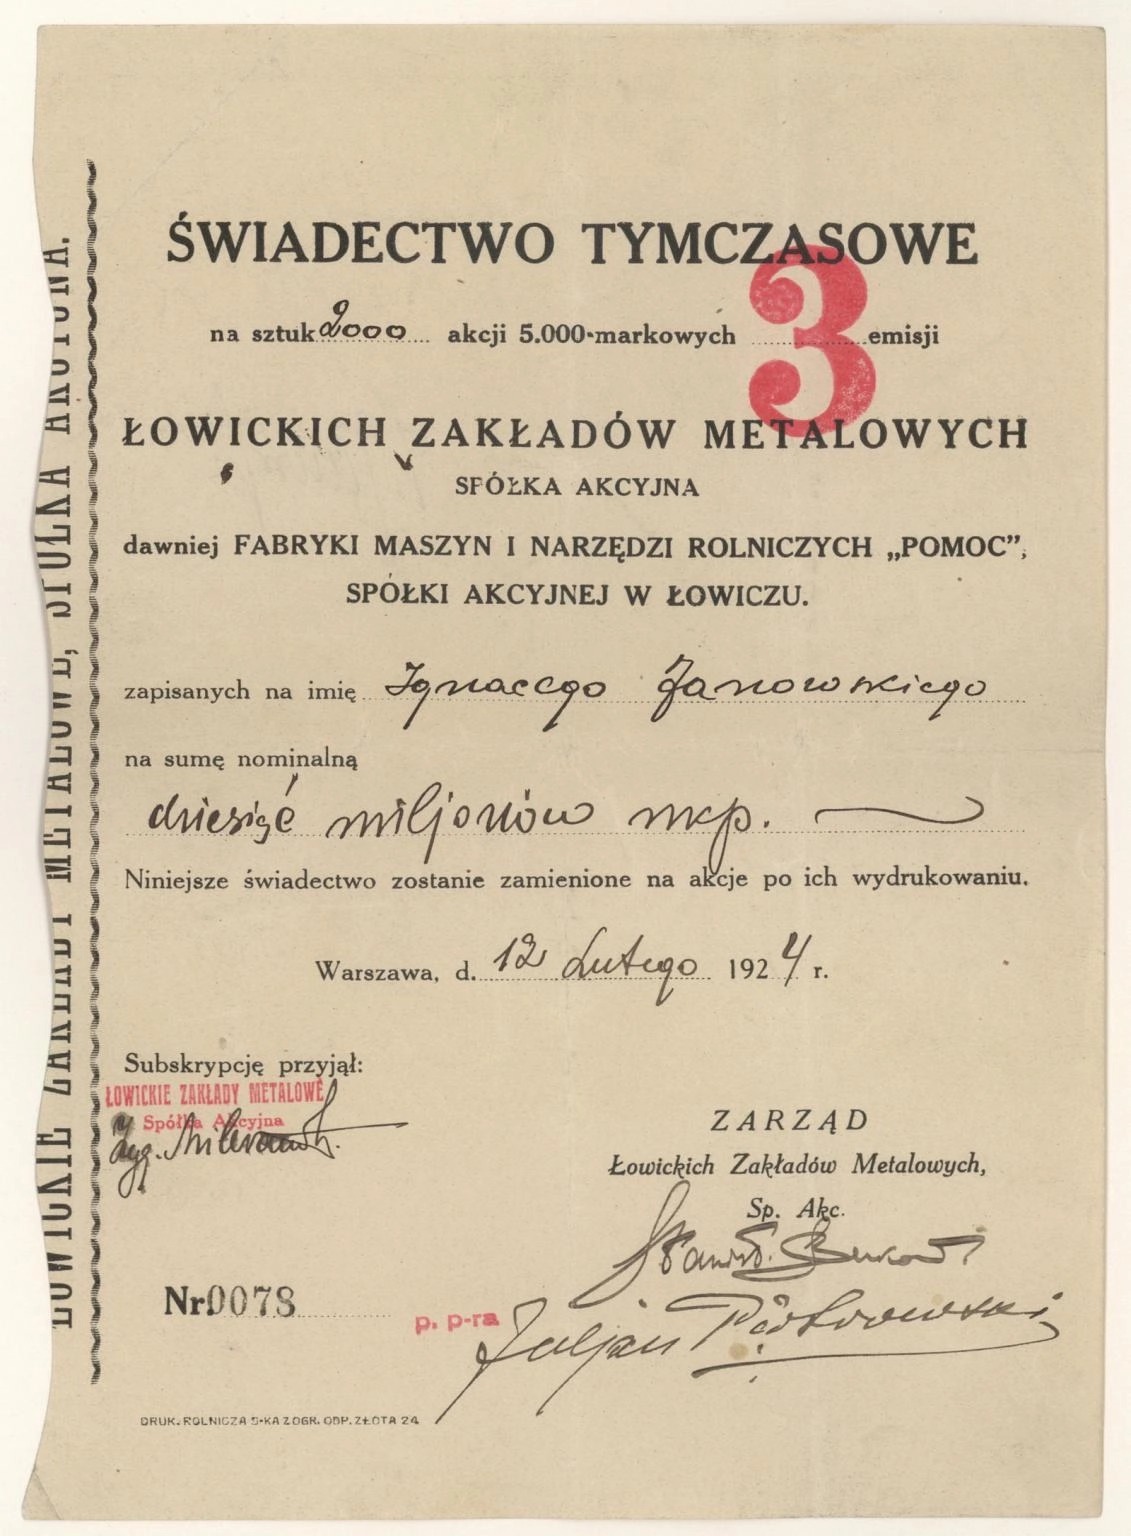 ŚWIADECTWO TYMCZASOWE
na sztuk 2000 akcji 5.000-markowych 3 emisji
ŁOWICKICH ZAKŁADÓW METALOWYCH
SPÓŁKA AKCYJNA
dawniej FABRYKI MASZYN I NARZĘDZI ROLNICZYCH „POMOC”,
SPÓŁKI AKCYJNEJ W ŁOWICZU.
zapisanych na imię Ignacego Janowskiego
na sumę nominalną
dziesięć miljonów mkp.
Niniejsze świadectwo zostanie zamienione na akcje po ich wydrukowaniu.
Warszawa, d. 12 Lutego 1924 r.
Subskrypcję przyjął:
ŁOWICKIE ZAKŁADY METALOWE
Spółka Akcyjna
ZARZĄD
Łowickich Zakładów Metalowych,
Sp. Akc.
Nr 0078
p. p-ra Juljan Piotrowski
DRUK. ROLNICZA S-KA Z OGR. ODP. ZŁOTA 24
ŁOWICKIE ZAKŁADY METALOWE, SPÓŁKA AKCYJNA.